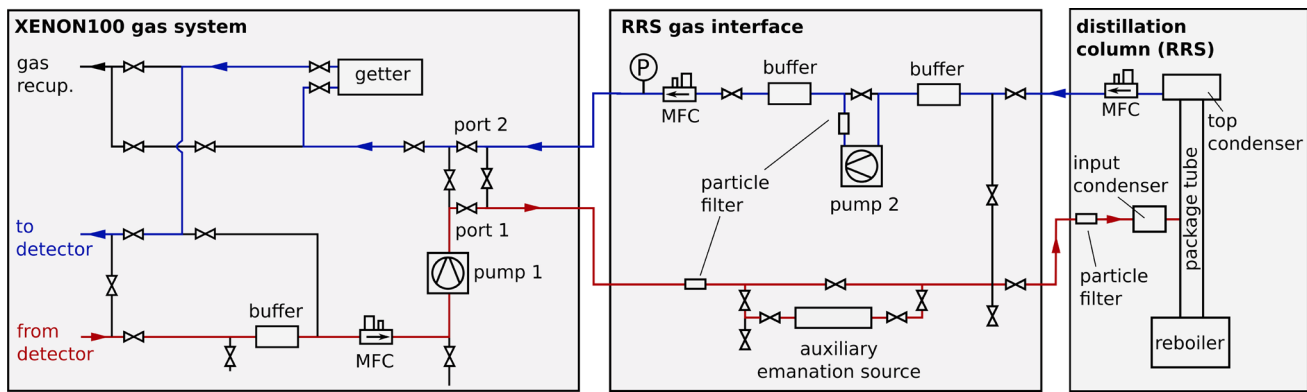 XENON100 gas system
gas
recup.
getter
port 2
port 1
to
detector
pump 1
buffer
from
detector
MFC
RRS gas interface
P
MFC
buffer
buffer
particle
filter
pump 2
auxiliary
emanation source
distillation
column (RRS)
MFC
top
condenser
input
condenser
package tube
particle
filter
reboiler